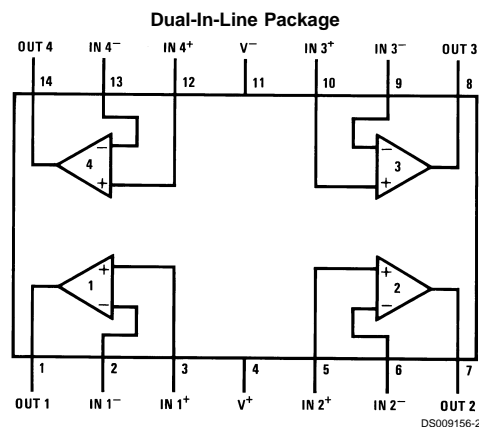 Dual-In-Line Package
OUT 4 IN 4− IN 4+ V− IN 3+ IN 3− OUT 3
14 13 12 11 10 9 8
− −
4 3
+ +
+ +
1 2
− −
1 2 3 4 5 6 7
OUT 1 IN 1− IN 1+ V+ IN 2+ IN 2− OUT 2
DS009156-2